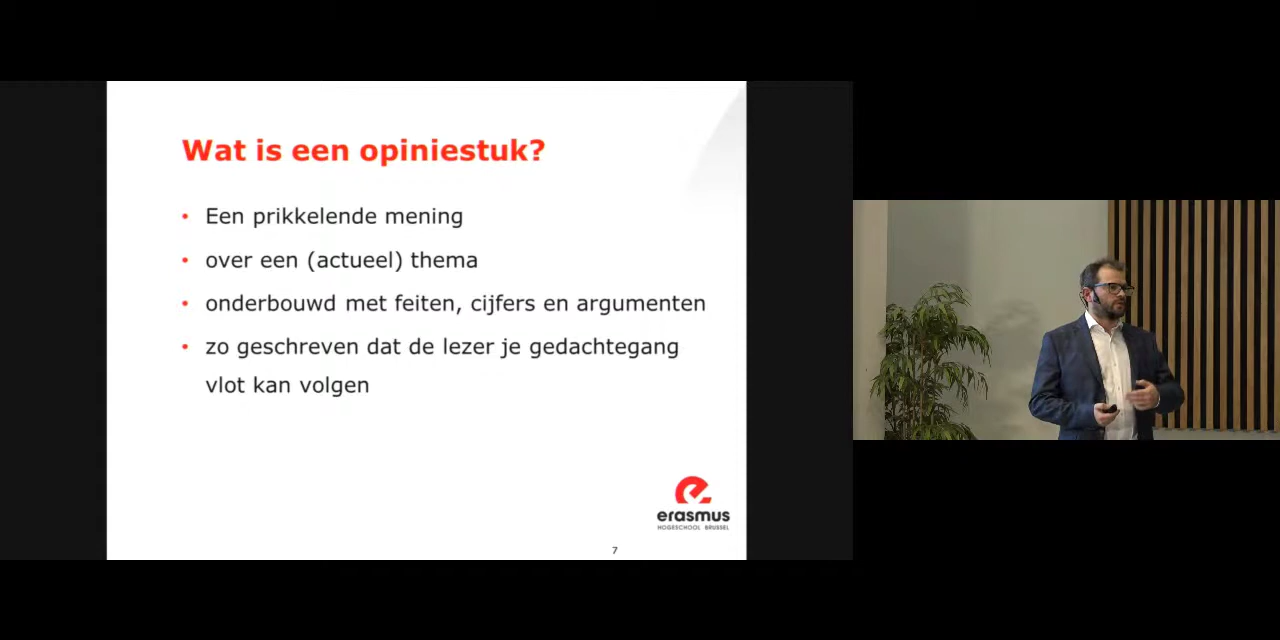 Wat is een opiniestuk?
• Een prikkelende mening
• over een (actueel) thema
• onderbouwd met feiten, cijfers en argumenten
• zo geschreven dat de lezer je gedachtegang
vlot kan volgen
erasmus
HOGESCHOOL BRUSSEL
7